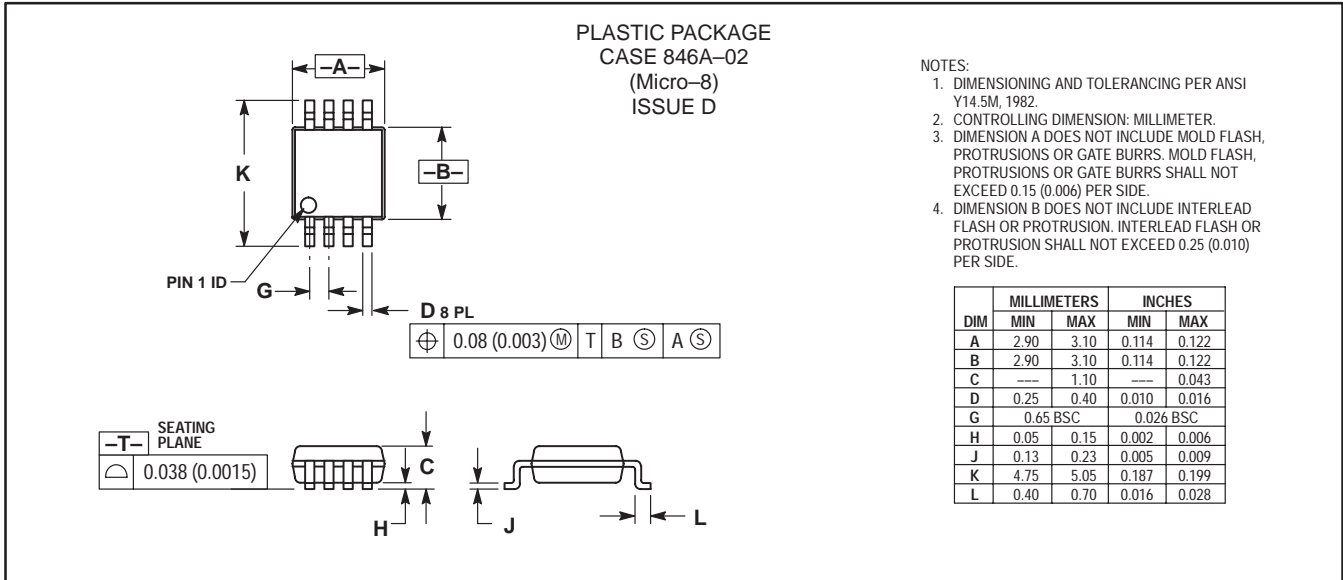 PLASTIC PACKAGE
CASE 846A–02
(Micro–8)
ISSUE D
–A–
K
–B–
PIN 1 ID
G
D 8 PL
⌖ 0.08 (0.003) Ⓜ T B Ⓢ A Ⓢ
–T– SEATING
PLANE
⌓ 0.038 (0.0015)
C
H
J
L
NOTES:
1. DIMENSIONING AND TOLERANCING PER ANSI
Y14.5M, 1982.
2. CONTROLLING DIMENSION: MILLIMETER.
3. DIMENSION A DOES NOT INCLUDE MOLD FLASH,
PROTRUSIONS OR GATE BURRS. MOLD FLASH,
PROTRUSIONS OR GATE BURRS SHALL NOT
EXCEED 0.15 (0.006) PER SIDE.
4. DIMENSION B DOES NOT INCLUDE INTERLEAD
FLASH OR PROTRUSION. INTERLEAD FLASH OR
PROTRUSION SHALL NOT EXCEED 0.25 (0.010)
PER SIDE.
MILLIMETERS INCHES
DIM MIN MAX MIN MAX
A 2.90 3.10 0.114 0.122
B 2.90 3.10 0.114 0.122
C ––– 1.10 ––– 0.043
D 0.25 0.40 0.010 0.016
G 0.65 BSC 0.026 BSC
H 0.05 0.15 0.002 0.006
J 0.13 0.23 0.005 0.009
K 4.75 5.05 0.187 0.199
L 0.40 0.70 0.016 0.028